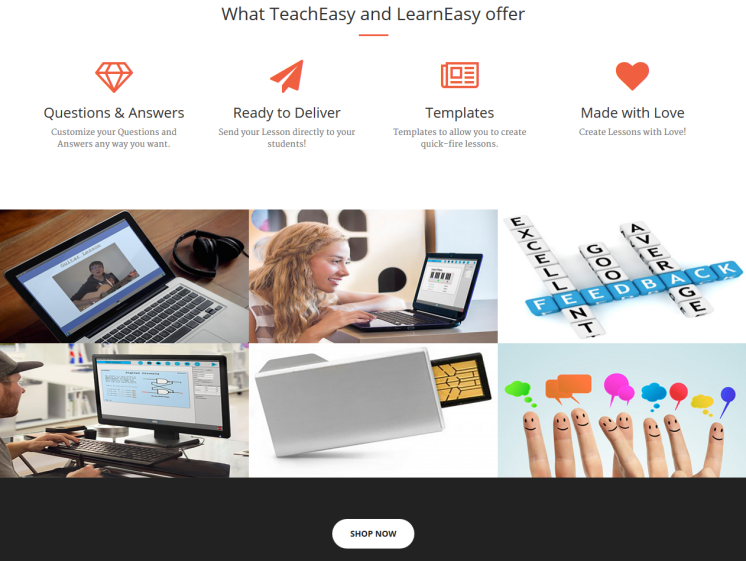 What TeachEasy and LearnEasy offer
Questions & Answers
Customize your Questions and
Answers any way you want.
Ready to Deliver
Send your Lesson directly to your
students!
Templates
Templates to allow you to create
quick-fire lessons.
Made with Love
Create Lessons with Love!
Guitar Lesson
EXCELLENT
GOOD
AVERAGE
FEEDBACK
SHOP NOW